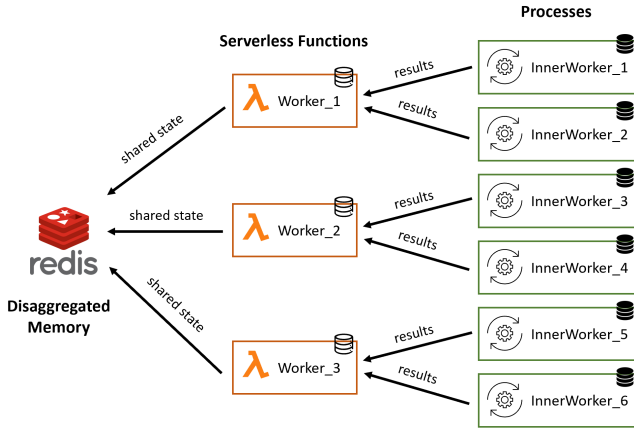 Processes
Serverless Functions
InnerWorker_1
results
Worker_1
results
InnerWorker_2
shared state
InnerWorker_3
results
shared state
Worker_2
results
InnerWorker_4
redis
shared state
Disaggregated
Memory
InnerWorker_5
results
Worker_3
results
InnerWorker_6